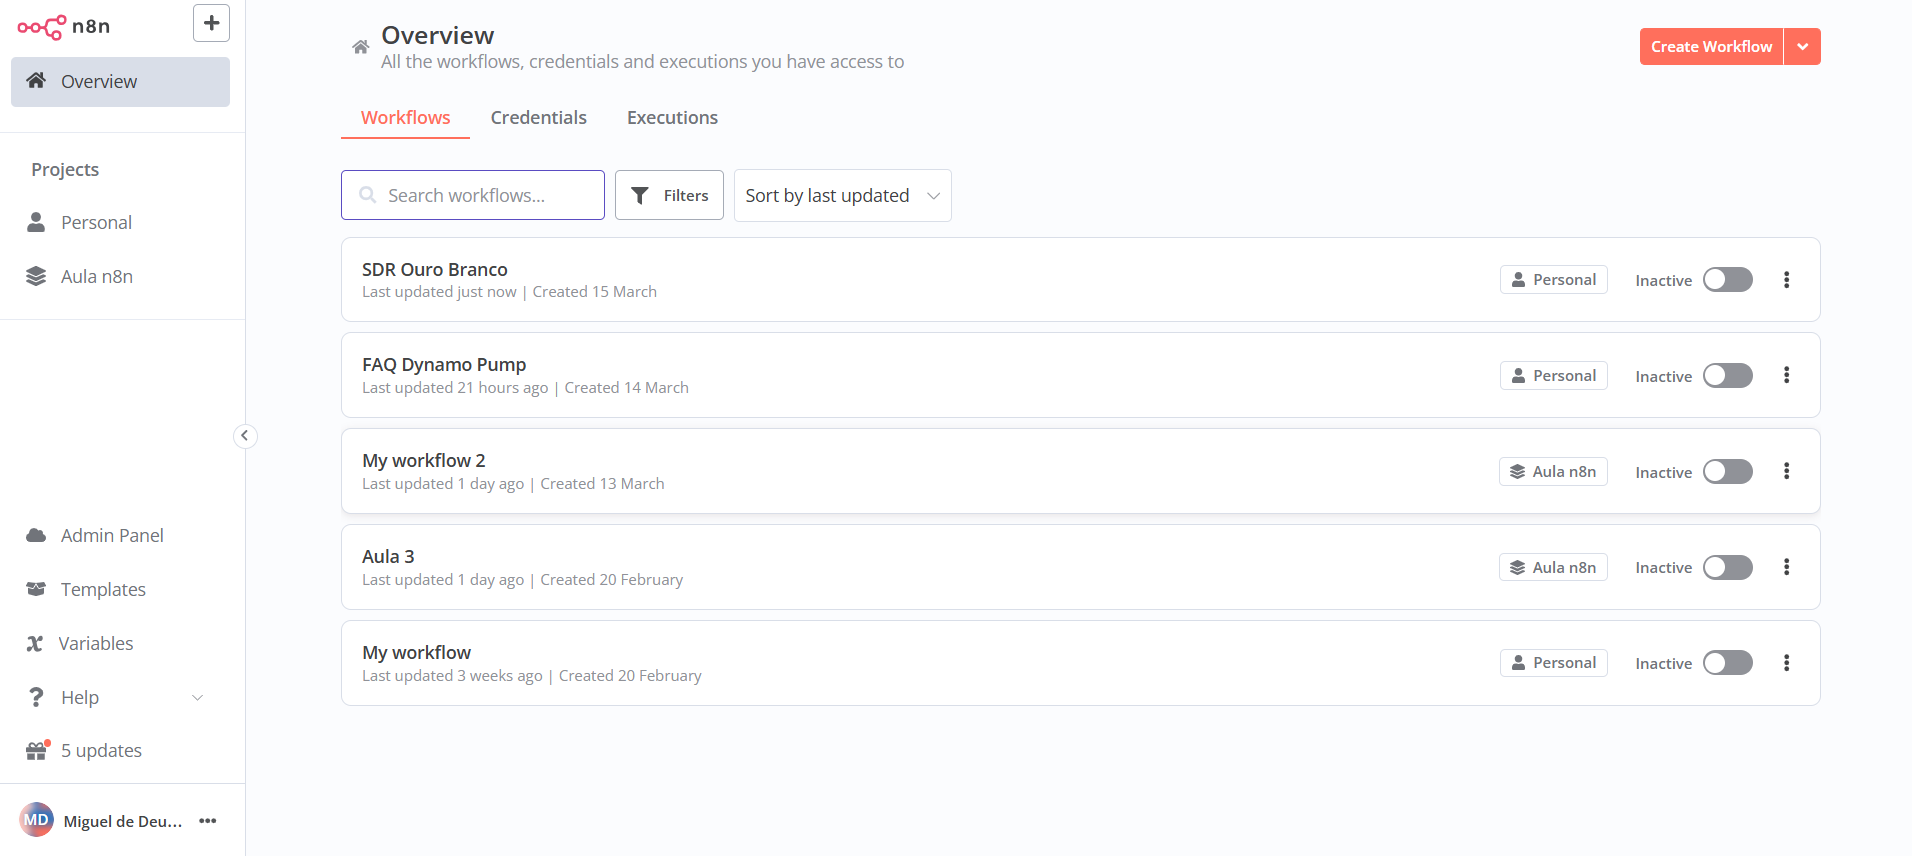 n8n
Overview
Projects
Personal
Aula n8n
Admin Panel
Templates
Variables
Help
5 updates
MD Miguel de Deu...
Overview
All the workflows, credentials and executions you have access to
Create Workflow
Workflows Credentials Executions
Search workflows... Filters Sort by last updated
SDR Ouro Branco
Last updated just now | Created 15 March
Personal Inactive
FAQ Dynamo Pump
Last updated 21 hours ago | Created 14 March
Personal Inactive
My workflow 2
Last updated 1 day ago | Created 13 March
Aula n8n Inactive
Aula 3
Last updated 1 day ago | Created 20 February
Aula n8n Inactive
My workflow
Last updated 3 weeks ago | Created 20 February
Personal Inactive